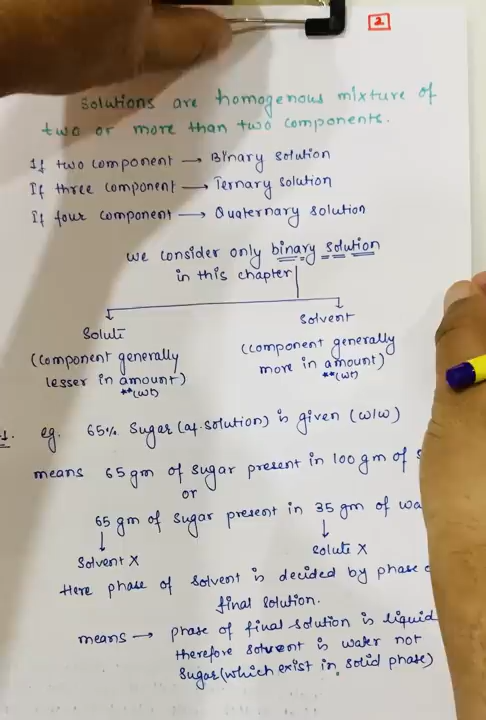 2
Solutions are homogenous mixture of
two or more than two components.
If two component → Binary solution
If three component → Ternary solution
If four component → Quaternary solution
we consider only binary solution
in this chapter
Solute
(component generally
lesser in amount)
**(wt)
Solvent
(component generally
more in amount)
**(wt)
eg. 65% Sugar (aq. solution) is given (w/w)
means 65 gm of sugar present in 100 gm of
or
65 gm of sugar present in 35 gm of wa
Solvent X
Solute X
Here phase of solvent is decided by phase
final solution.
means → phase of final solution is liquid
therefore solvent is water not
Sugar (which exist in solid phase)